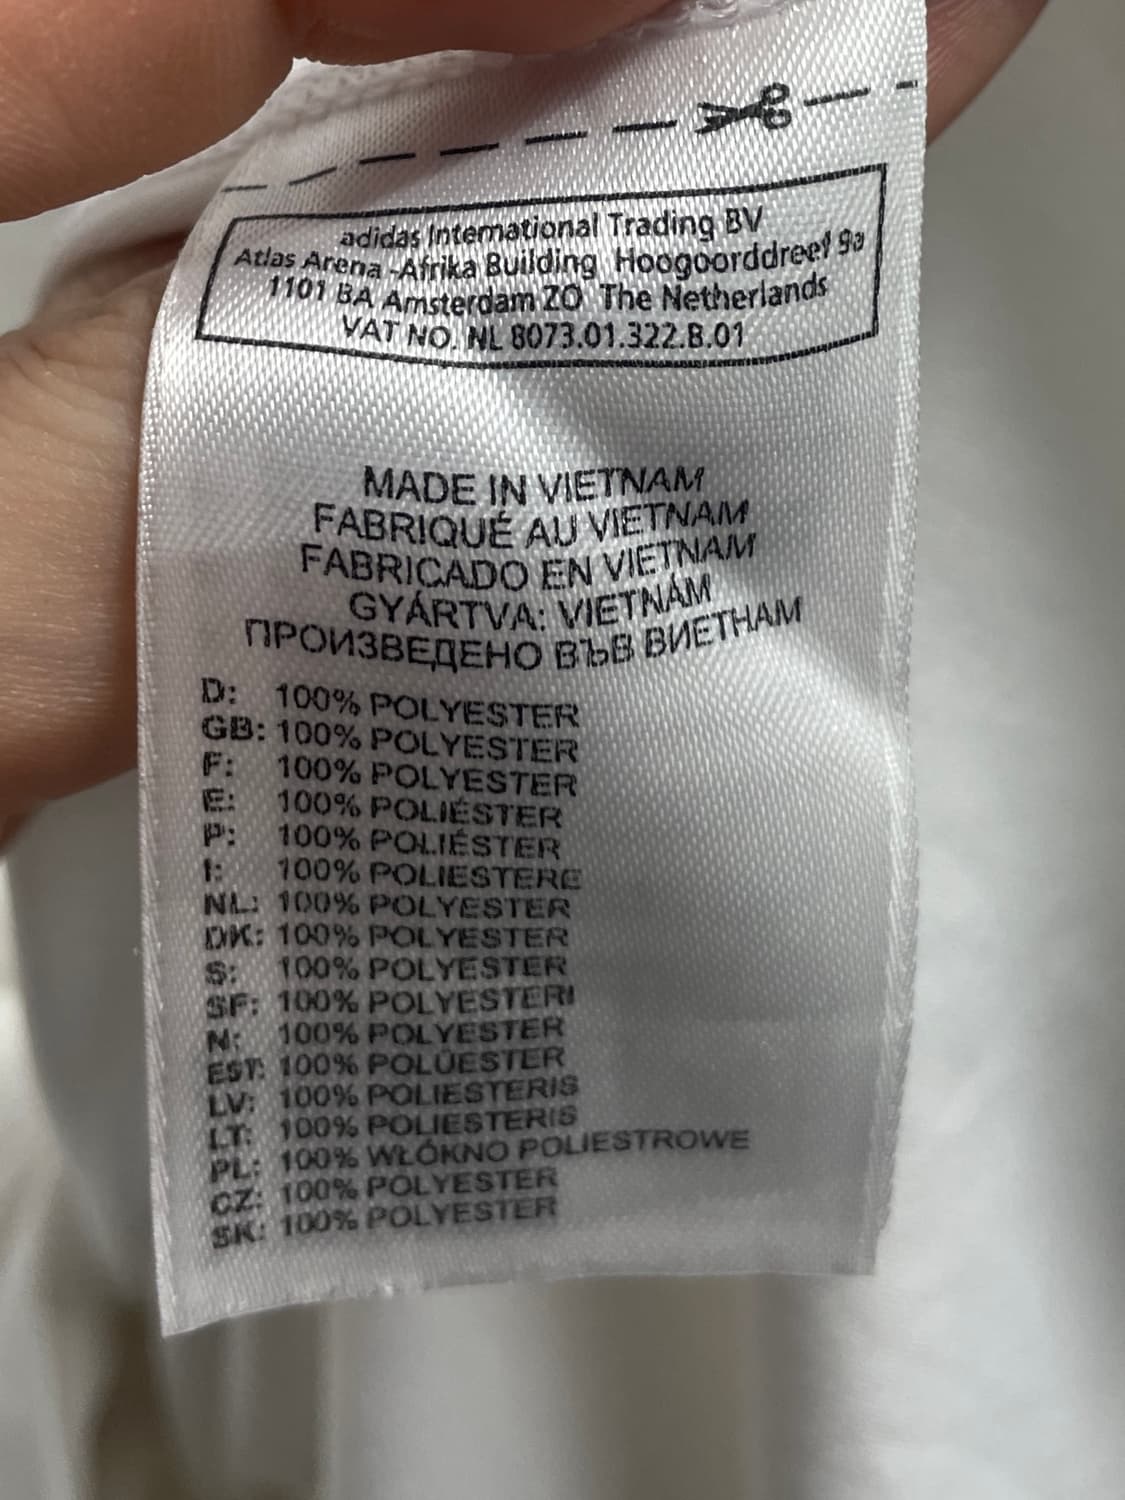 adidas International Trading BV
Atlas Arena -Afrika Building Hoogoorddreef 9a
1101 BA Amsterdam ZO The Netherlands
VAT NO. NL 8073.01.322.B.01
MADE IN VIETNAM
FABRIQUÉ AU VIETNAM
FABRICADO EN VIETNAM
GYÁRTVA: VIETNÁM
ПРОИЗВЕДЕНО ВЪВ ВИЕТНАМ
D: 100% POLYESTER
GB: 100% POLYESTER
F: 100% POLYESTER
E: 100% POLIÉSTER
P: 100% POLIÉSTER
I: 100% POLIESTERE
NL: 100% POLYESTER
DK: 100% POLYESTER
S: 100% POLYESTER
SF: 100% POLYESTERI
N: 100% POLYESTER
EST: 100% POLÜESTER
LV: 100% POLIESTERIS
LT: 100% POLIESTERIS
PL: 100% WŁÓKNO POLIESTROWE
CZ: 100% POLYESTER
SK: 100% POLYESTER